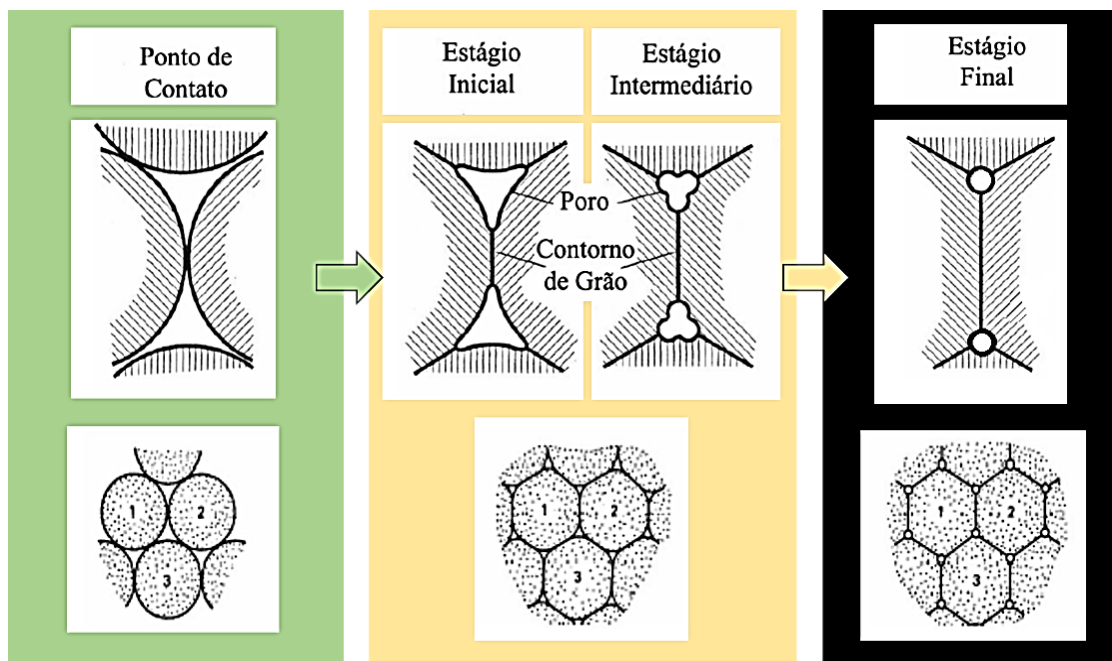 Ponto de
Contato
Estágio
Inicial
Estágio
Intermediário
Estágio
Final
Poro
Contorno
de Grão
1
2
3
1
2
3
1
2
3